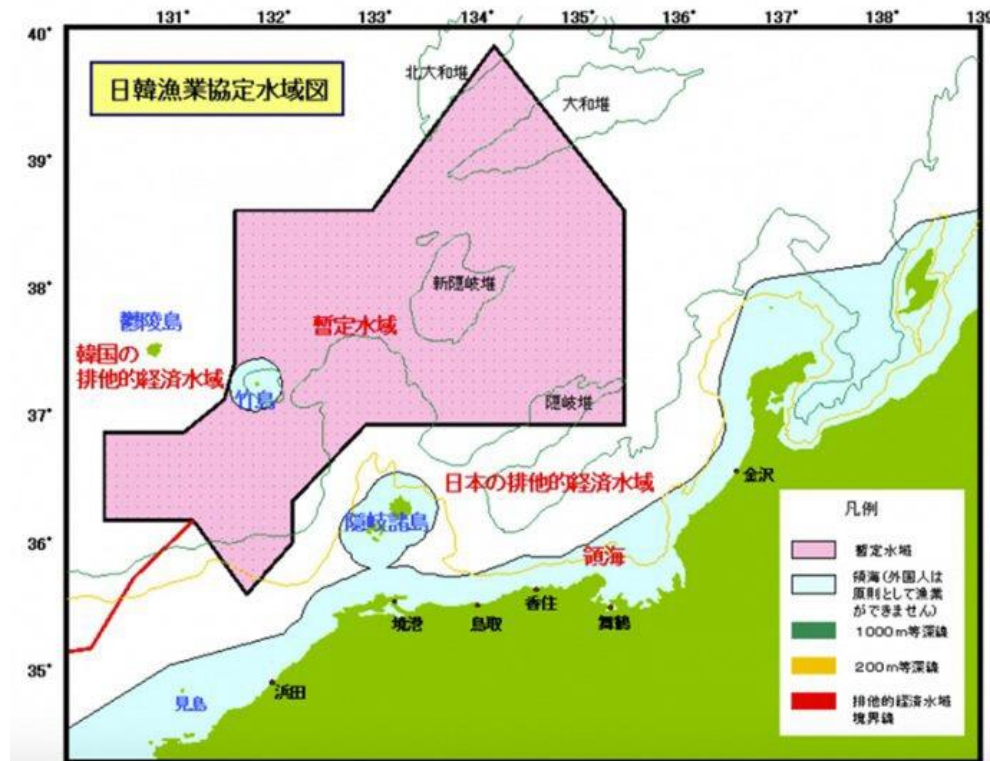 131° 132° 133° 134° 135° 136° 137° 138° 139
40°
日韓漁業協定水域図
北大和堆
大和堆
39°
38°
新隠岐堆
鬱陵島
暫定水域
韓国の
排他的経済水域
竹島
37°
隠岐堆
日本の排他的経済水域
金沢
隠岐諸島
36°
領海
境港
鳥取
香住
舞鶴
35°
見島
浜田
凡例
暫定水域
領海(外国人は
原則として漁業
ができません)
1000m等深線
200m等深線
排他的経済水域
境界線